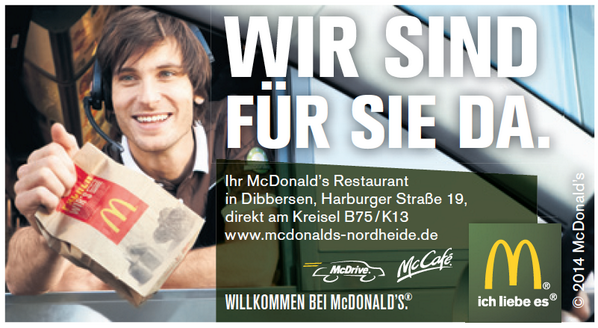 WIR SIND
FÜR SIE DA.
Ihr McDonald's Restaurant
in Dibbersen, Harburger Straße 19,
direkt am Kreisel B75/K13
www.mcdonalds-nordheide.de
McDrive® McCafé®
WILLKOMMEN BEI McDONALD'S.®
ich liebe es®
© 2014 McDonald's